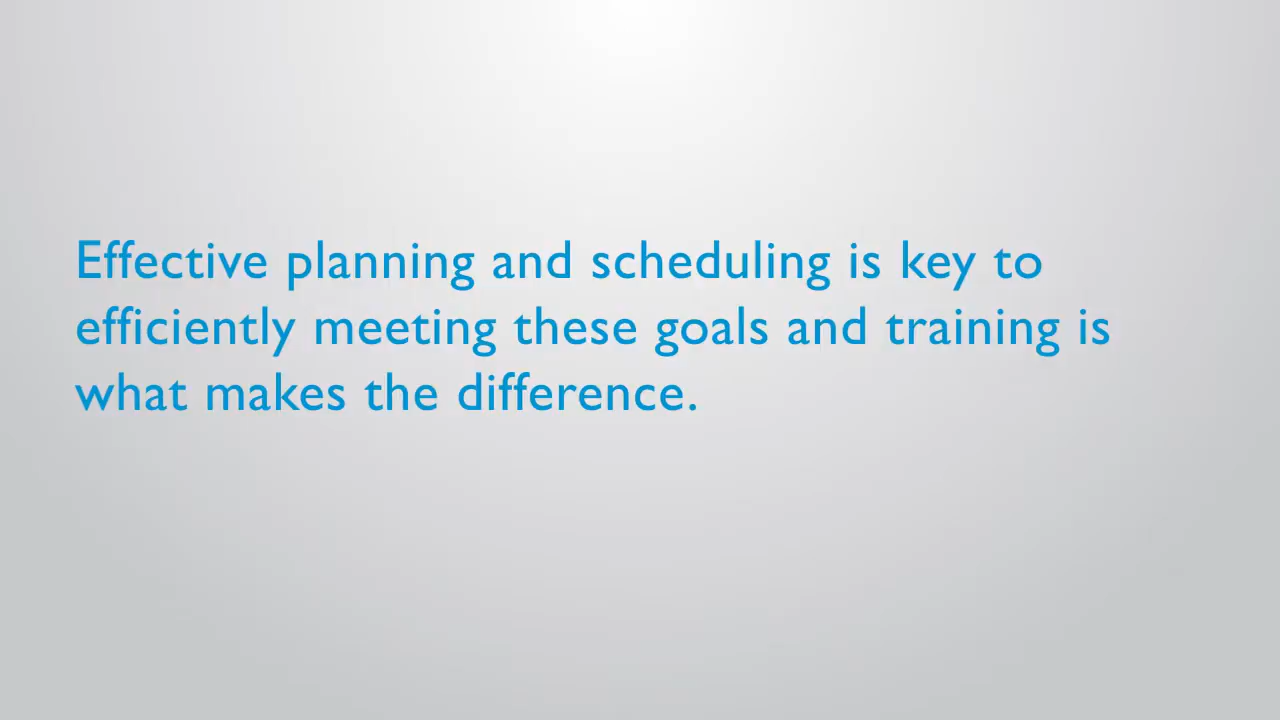 Effective planning and scheduling is key to
efficiently meeting these goals and training is
what makes the difference.